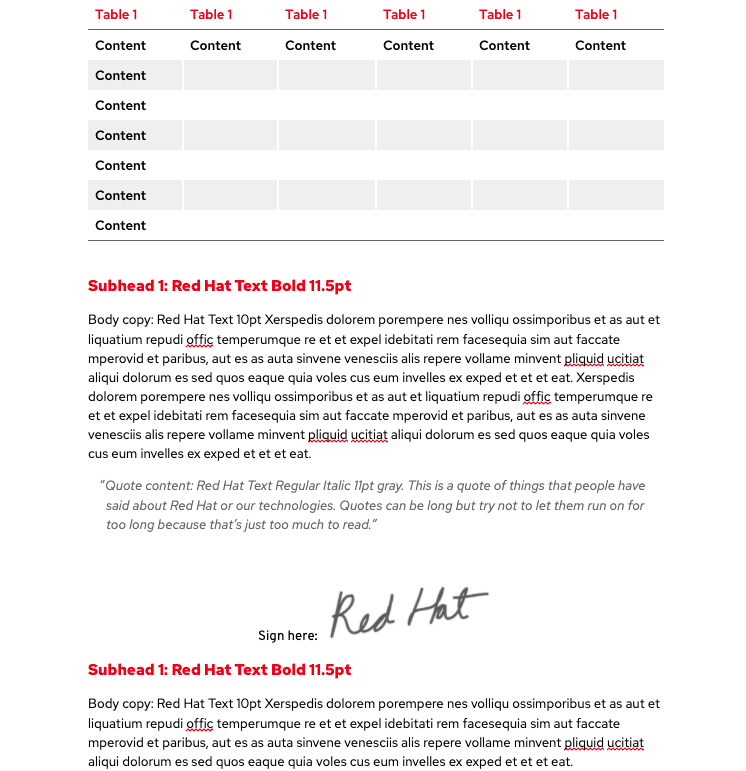 Table 1 Table 1 Table 1 Table 1 Table 1 Table 1
Content Content Content Content Content Content
Content
Content
Content
Content
Content
Content
Subhead 1: Red Hat Text Bold 11.5pt
Body copy: Red Hat Text 10pt Xerspedis dolorem porempere nes volliqu ossimporibus et as aut et
liquatium repudi offic temperumque re et et expel idebitati rem facesequia sim aut faccate
mperovid et paribus, aut es as auta sinvene venesciis alis repere vollame minvent pliquid ucitiat
aliqui dolorum es sed quos eaque quia voles cus eum invelles ex exped et et et eat. Xerspedis
dolorem porempere nes volliqu ossimporibus et as aut et liquatium repudi offic temperumque re
et et expel idebitati rem facesequia sim aut faccate mperovid et paribus, aut es as auta sinvene
venesciis alis repere vollame minvent pliquid ucitiat aliqui dolorum es sed quos eaque quia voles
cus eum invelles ex exped et et et eat.
"Quote content: Red Hat Text Regular Italic 11pt gray. This is a quote of things that people have
said about Red Hat or our technologies. Quotes can be long but try not to let them run on for
too long because that’s just too much to read.”
Sign here: Red Hat
Subhead 1: Red Hat Text Bold 11.5pt
Body copy: Red Hat Text 10pt Xerspedis dolorem porempere nes volliqu ossimporibus et as aut et
liquatium repudi offic temperumque re et et expel idebitati rem facesequia sim aut faccate
mperovid et paribus, aut es as auta sinvene venesciis alis repere vollame minvent pliquid ucitiat
aliqui dolorum es sed quos eaque quia voles cus eum invelles ex exped et et et eat.